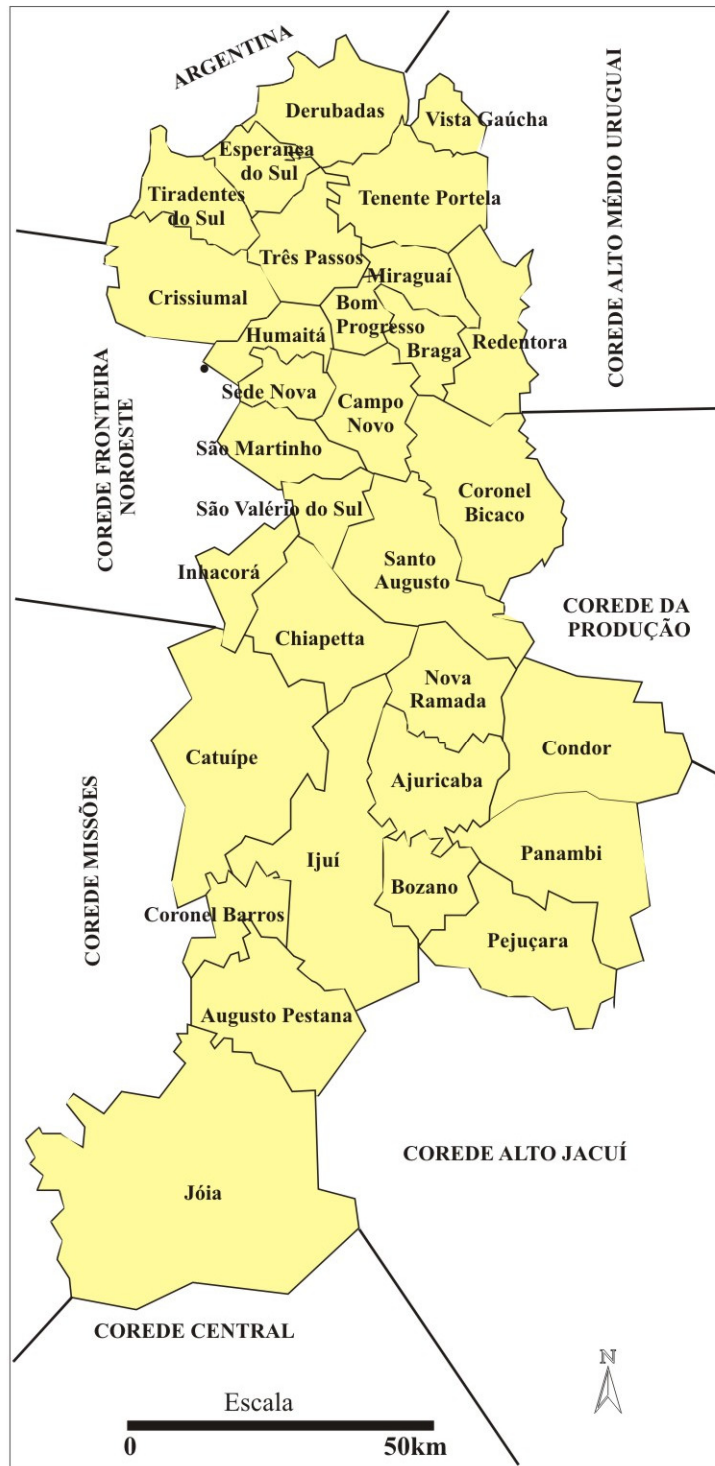 ARGENTINA
COREDE ALTO MÉDIO URUGUAI
Derubadas
Vista Gaúcha
Esperança
do Sul
Tiradentes
do Sul
Tenente Portela
Três Passos
Miraguaí
Crissiumal
Bom
Progresso
Humaitá
Braga
Redentora
Sede Nova
Campo
Novo
COREDE FRONTEIRA
NOROESTE
São Martinho
Coronel
Bicaco
São Valério do Sul
Santo
Augusto
Inhacorá
COREDE DA
PRODUÇÃO
Chiapetta
Nova
Ramada
Catuípe
Condor
Ajuricaba
COREDE MISSÕES
Ijuí
Panambi
Bozano
Coronel Barros
Pejuçara
Augusto Pestana
COREDE ALTO JACUÍ
Jóia
COREDE CENTRAL
N
Escala
0
50km